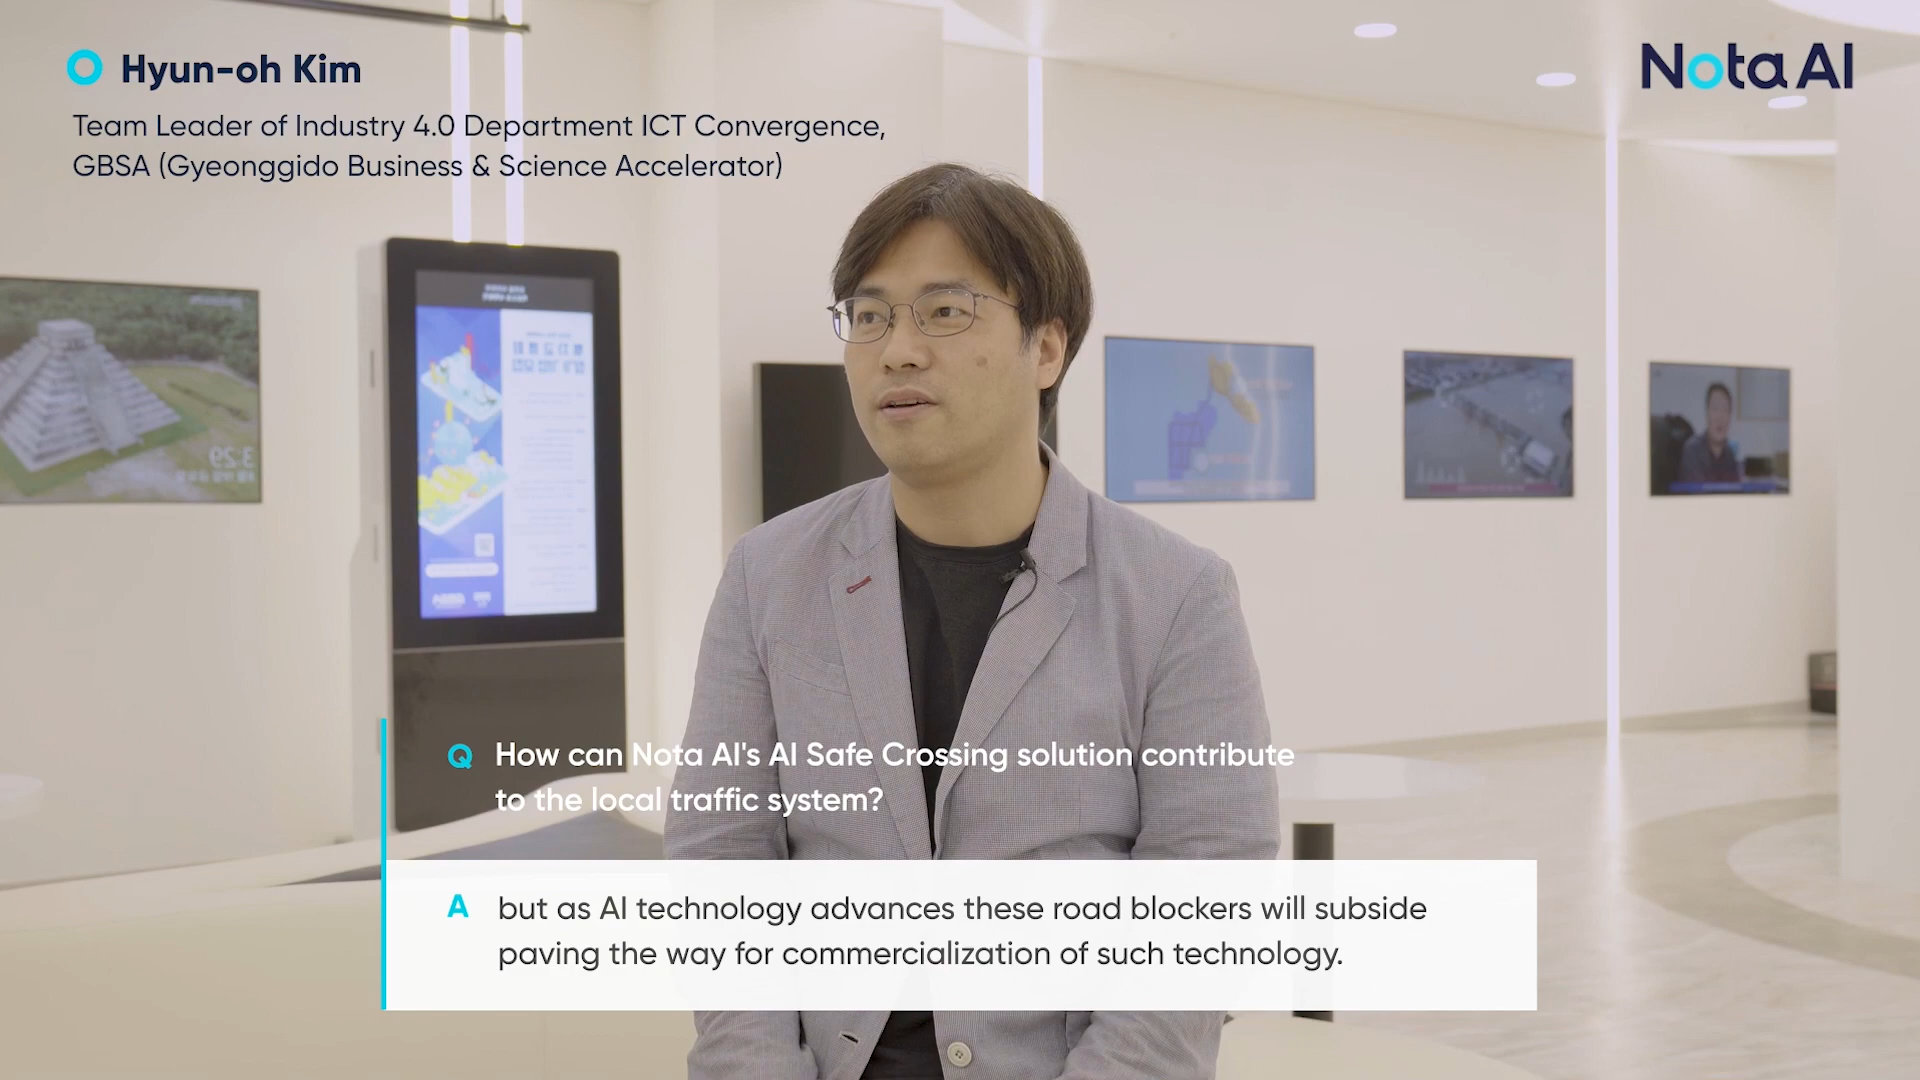 Hyun-oh Kim
Nota AI
Team Leader of Industry 4.0 Department ICT Convergence,
GBSA (Gyeonggido Business & Science Accelerator)
Q How can Nota AI's AI Safe Crossing solution contribute
to the local traffic system?
A but as AI technology advances these road blockers will subside
paving the way for commercialization of such technology.